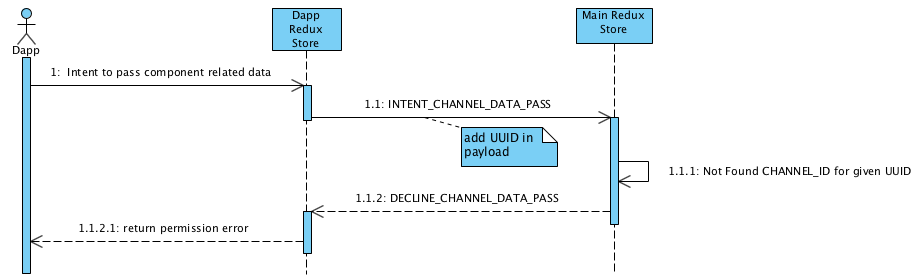 Dapp
Redux
Store
Main Redux
Store
Dapp
1:  Intent to pass component related data
1.1: INTENT_CHANNEL_DATA_PASS
add UUID in
payload
1.1.1: Not Found CHANNEL_ID for given UUID
1.1.2: DECLINE_CHANNEL_DATA_PASS
1.1.2.1: return permission error